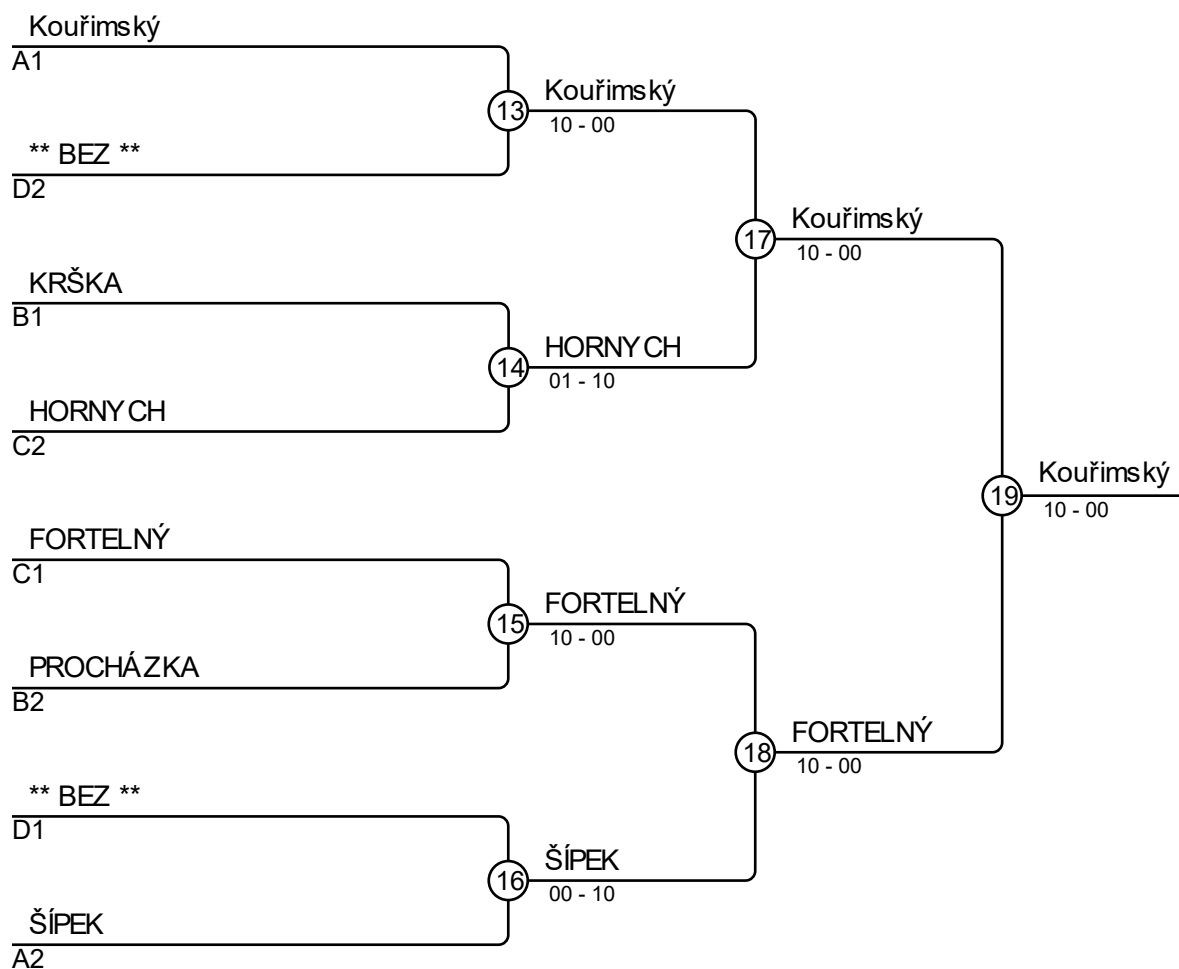 Kouřimský
A1
13
Kouřimský
10 - 00
** BEZ **
D2
17
Kouřimský
10 - 00
KRŠKA
B1
14
HORNYCH
01 - 10
HORNYCH
C2
19
Kouřimský
10 - 00
FORTELNÝ
C1
15
FORTELNÝ
10 - 00
PROCHÁZKA
B2
18
FORTELNÝ
10 - 00
** BEZ **
D1
16
ŠÍPEK
00 - 10
ŠÍPEK
A2